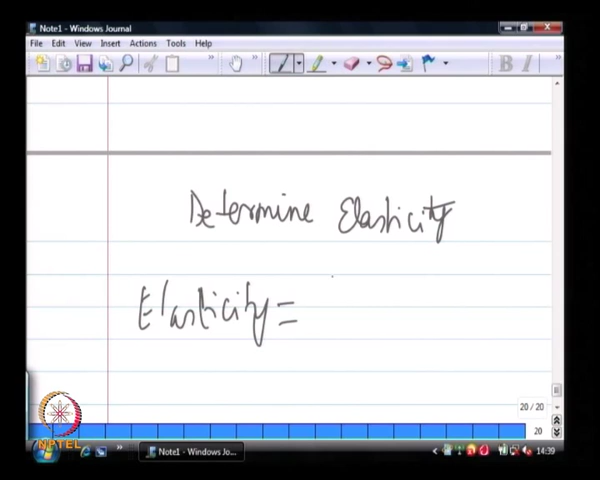 Note1 - Windows Journal
File Edit View Insert Actions Tools Help
B I
Determine Elasticity
Elasticity =
20 / 20
20
NPTEL
Note1 - Windows Jo...
14:39